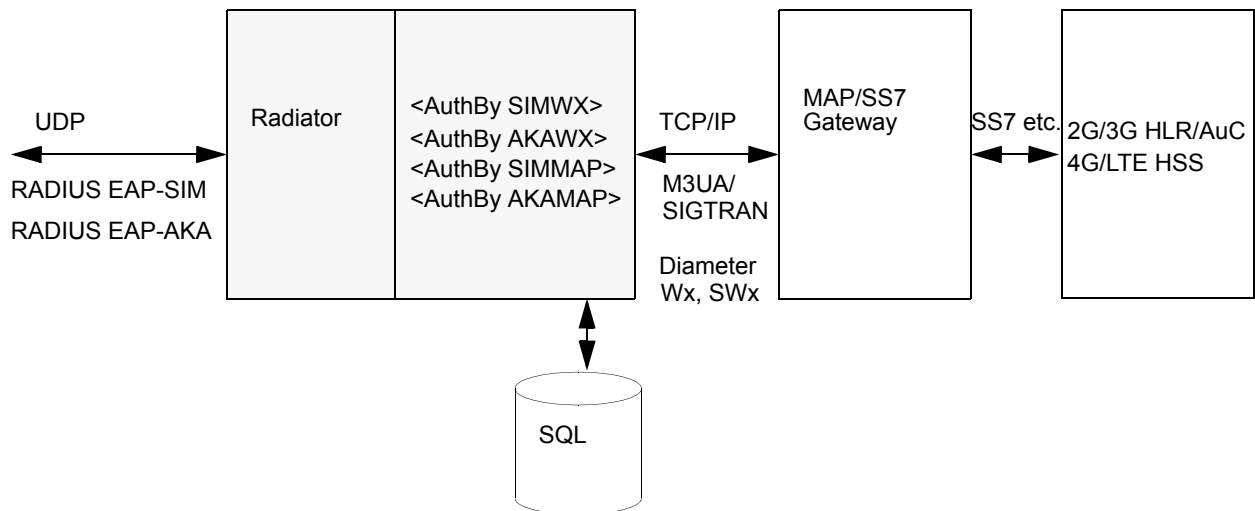 UDP
RADIUS EAP-SIM
RADIUS EAP-AKA
Radiator
<AuthBy SIMWX>
<AuthBy AKAWX>
<AuthBy SIMMAP>
<AuthBy AKAMAP>
TCP/IP
M3UA/
SIGTRAN
Diameter
Wx, SWx
MAP/SS7
Gateway
SS7 etc.
2G/3G HLR/AuC
4G/LTE HSS
SQL